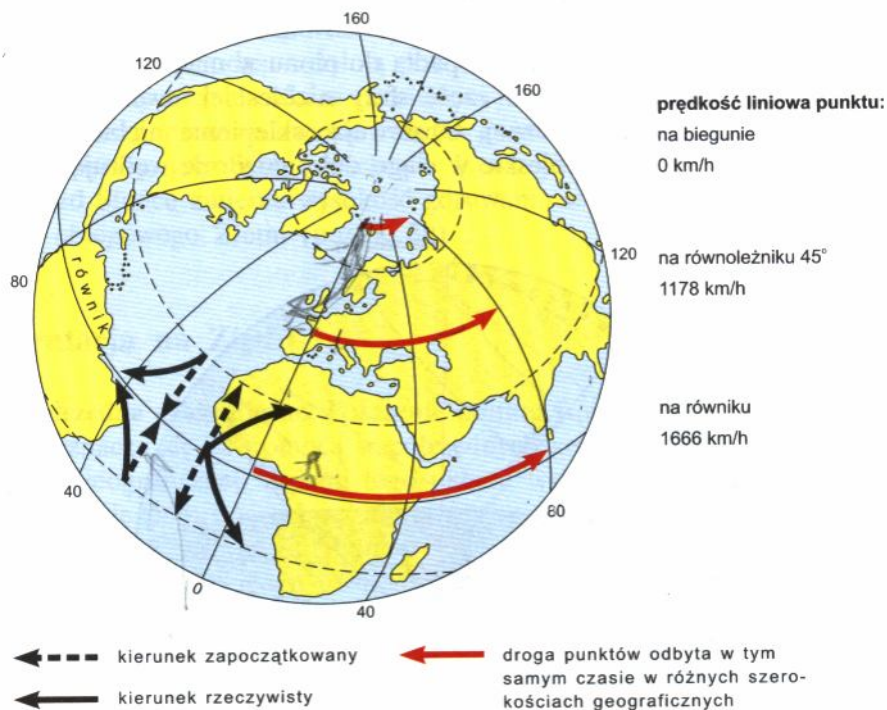 160
120
160
prędkość liniowa punktu:
na biegunie
0 km/h
120
na równoleżniku 45°
1178 km/h
80
równik
na równiku
1666 km/h
40
80
0
40
kierunek zapoczątkowany
kierunek rzeczywisty
droga punktów odbyta w tym
samym czasie w różnych szero-
kościach geograficznych